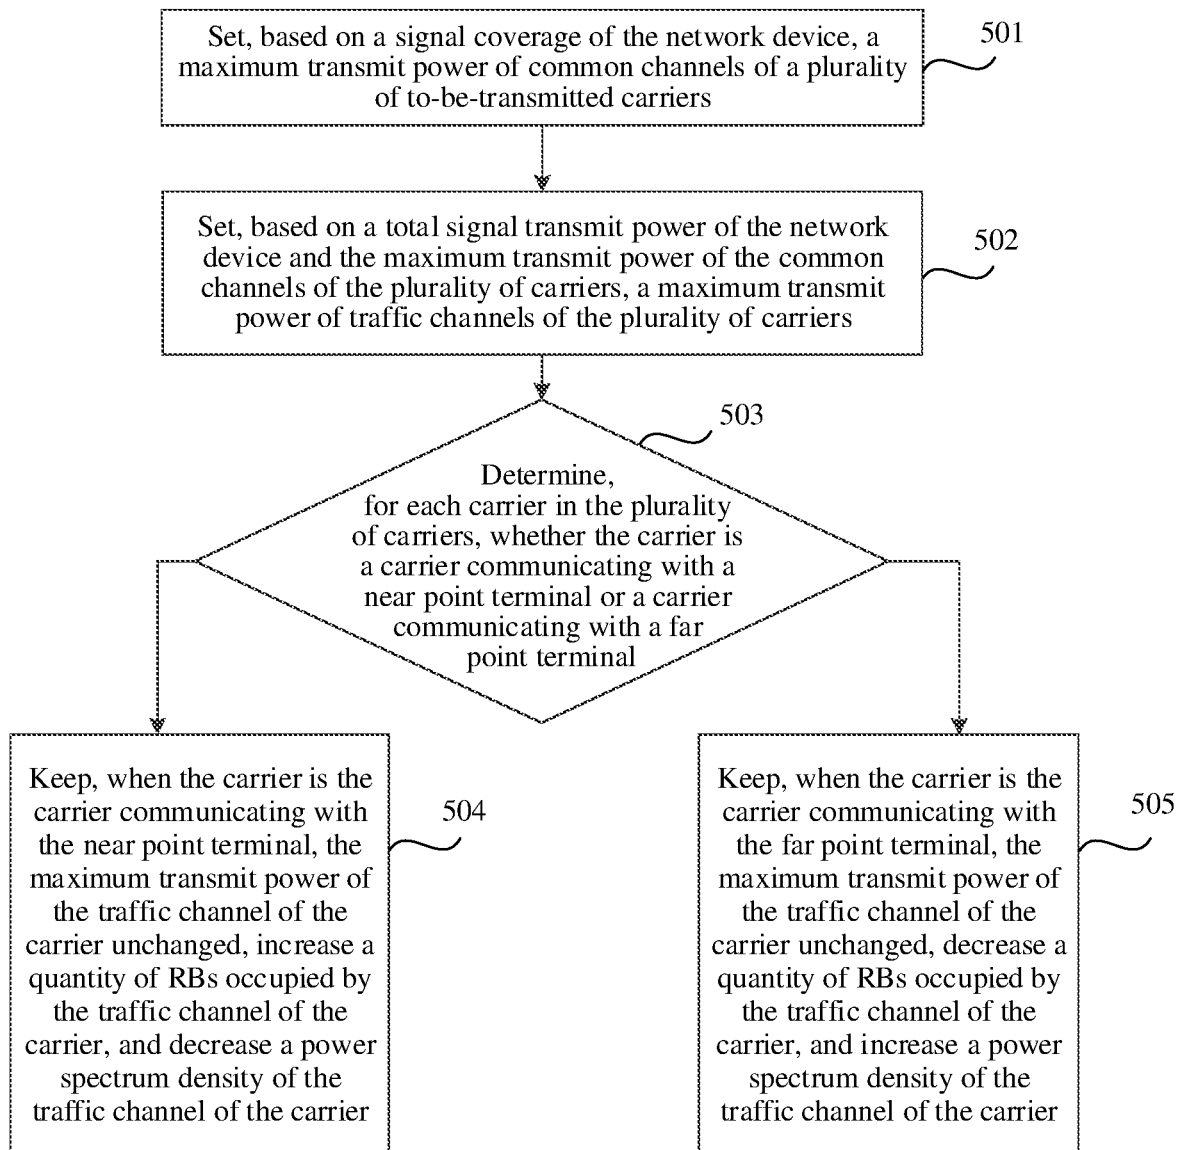 Set, based on a signal coverage of the network device, a
maximum transmit power of common channels of a plurality
of to-be-transmitted carriers
501
Set, based on a total signal transmit power of the network
device and the maximum transmit power of the common
channels of the plurality of carriers, a maximum transmit
power of traffic channels of the plurality of carriers
502
503
Determine,
for each carrier in the plurality
of carriers, whether the carrier is
a carrier communicating with a
near point terminal or a carrier
communicating with a far
point terminal
Keep, when the carrier is the
carrier communicating with
the near point terminal, the
maximum transmit power of
the traffic channel of the
carrier unchanged, increase a
quantity of RBs occupied by
the traffic channel of the
carrier, and decrease a power
spectrum density of the
traffic channel of the carrier
504
Keep, when the carrier is the
carrier communicating with
the far point terminal, the
maximum transmit power of
the traffic channel of the
carrier unchanged, decrease a
quantity of RBs occupied by
the traffic channel of the
carrier, and increase a power
spectrum density of the
traffic channel of the carrier
505